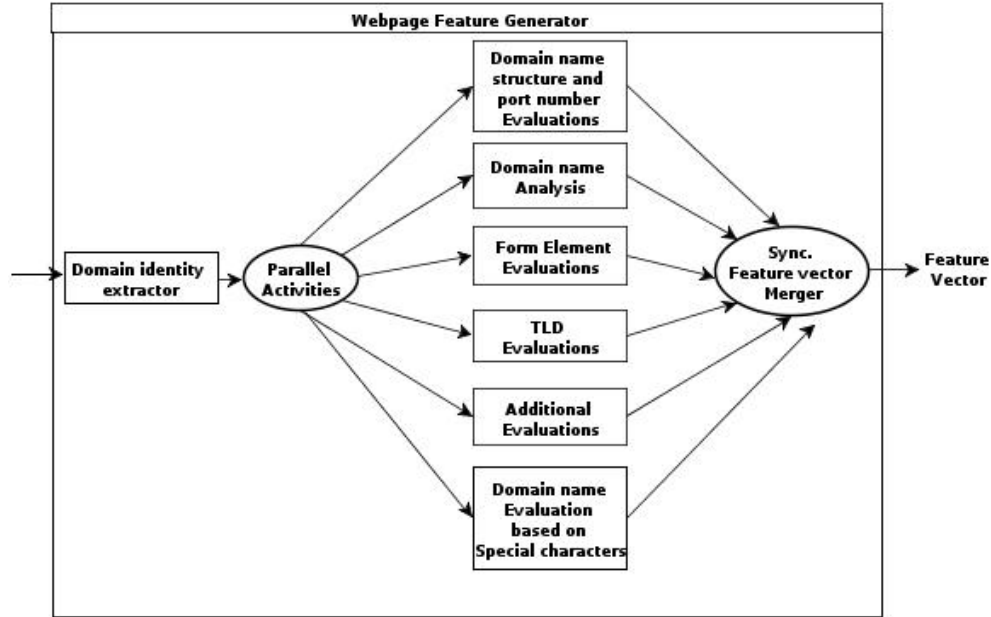 Webpage Feature Generator
Domain name
structure and
port number
Evaluations
Domain name
Analysis
Form Element
Evaluations
TLD
Evaluations
Additional
Evaluations
Domain name
Evaluation
based on
Special characters
Domain identity
extractor
Parallel
Activities
Sync.
Feature vector
Merger
Feature
Vector